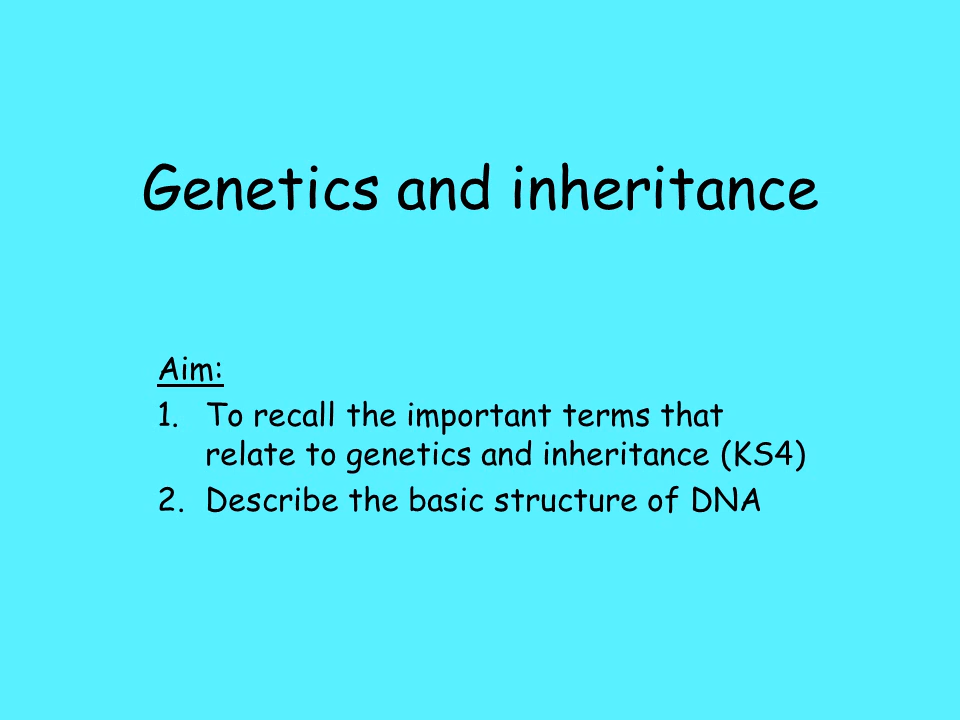 Genetics and inheritance
Aim:
1. To recall the important terms that
relate to genetics and inheritance (KS4)
2. Describe the basic structure of DNA